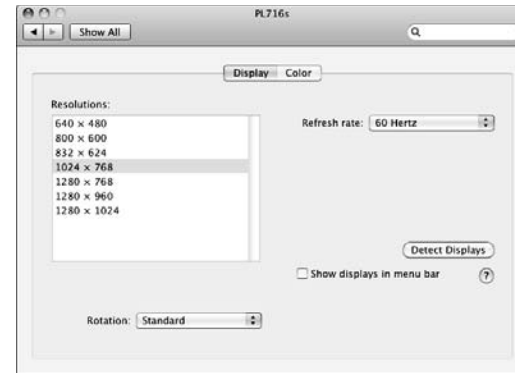 PL716s
Show All
Display Color
Resolutions:
640 × 480
800 × 600
832 × 624
1024 × 768
1280 × 768
1280 × 960
1280 × 1024
Refresh rate: 60 Hertz
Detect Displays
Show displays in menu bar ?
Rotation: Standard